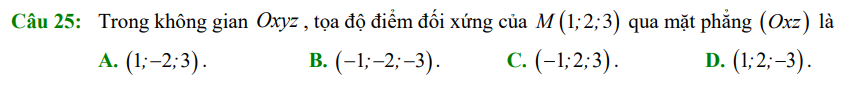 Câu 25: Trong không gian Oxyz , tọa độ điểm đối xứng của M(1;2;3) qua mặt phẳng (Oxz) là
A. (1;−2;3). B. (−1;−2;−3). C. (−1;2;3). D. (1;2;−3).